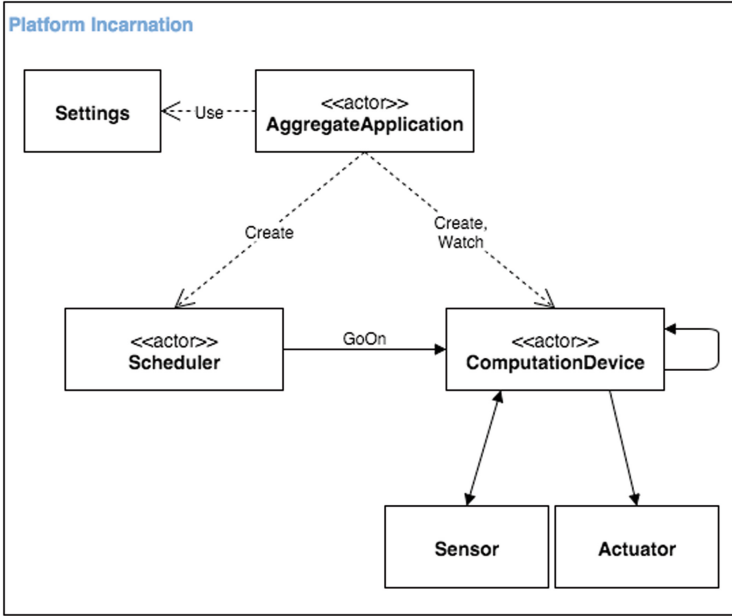 Platform Incarnation
Settings
Use
<<actor>>
AggregateApplication
Create
Create,
Watch
<<actor>>
Scheduler
GoOn
<<actor>>
ComputationDevice
Sensor
Actuator